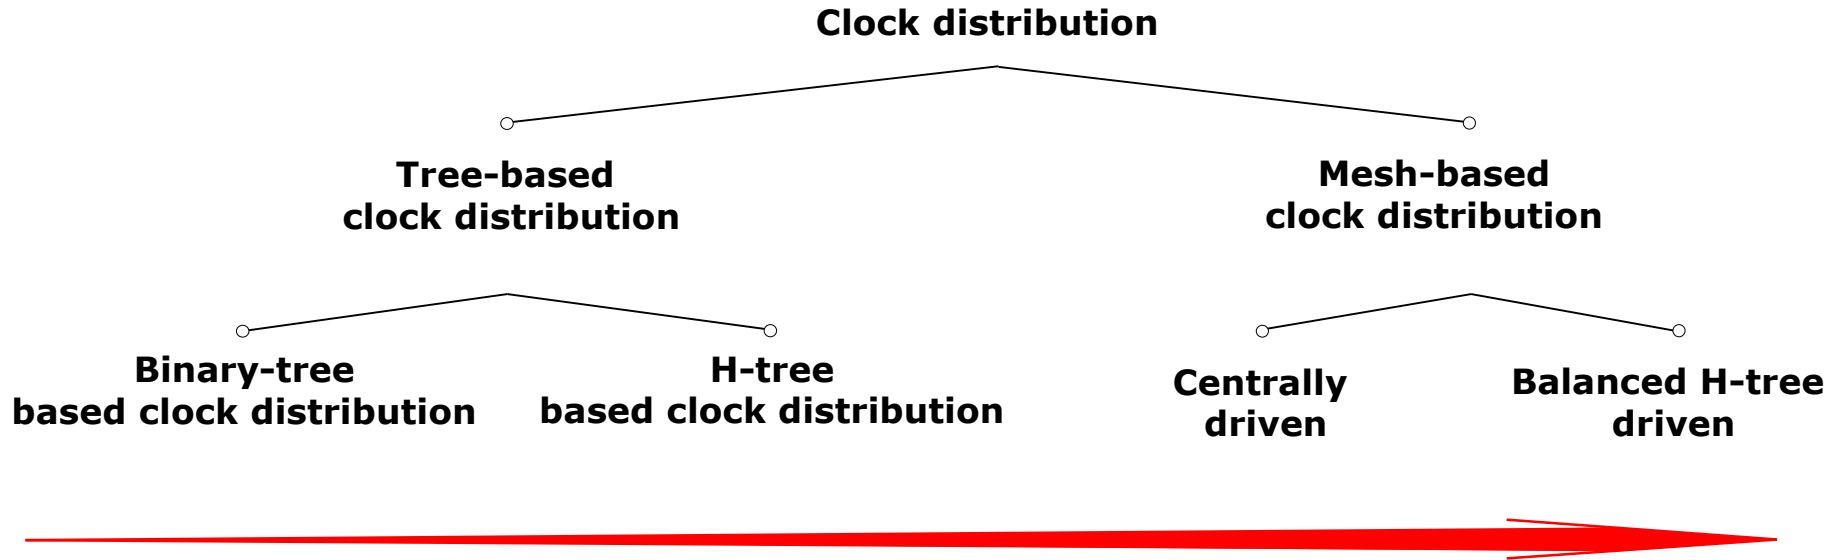 Clock distribution
Tree-based
clock distribution
Mesh-based
clock distribution
Binary-tree
based clock distribution
H-tree
based clock distribution
Centrally
driven
Balanced H-tree
driven